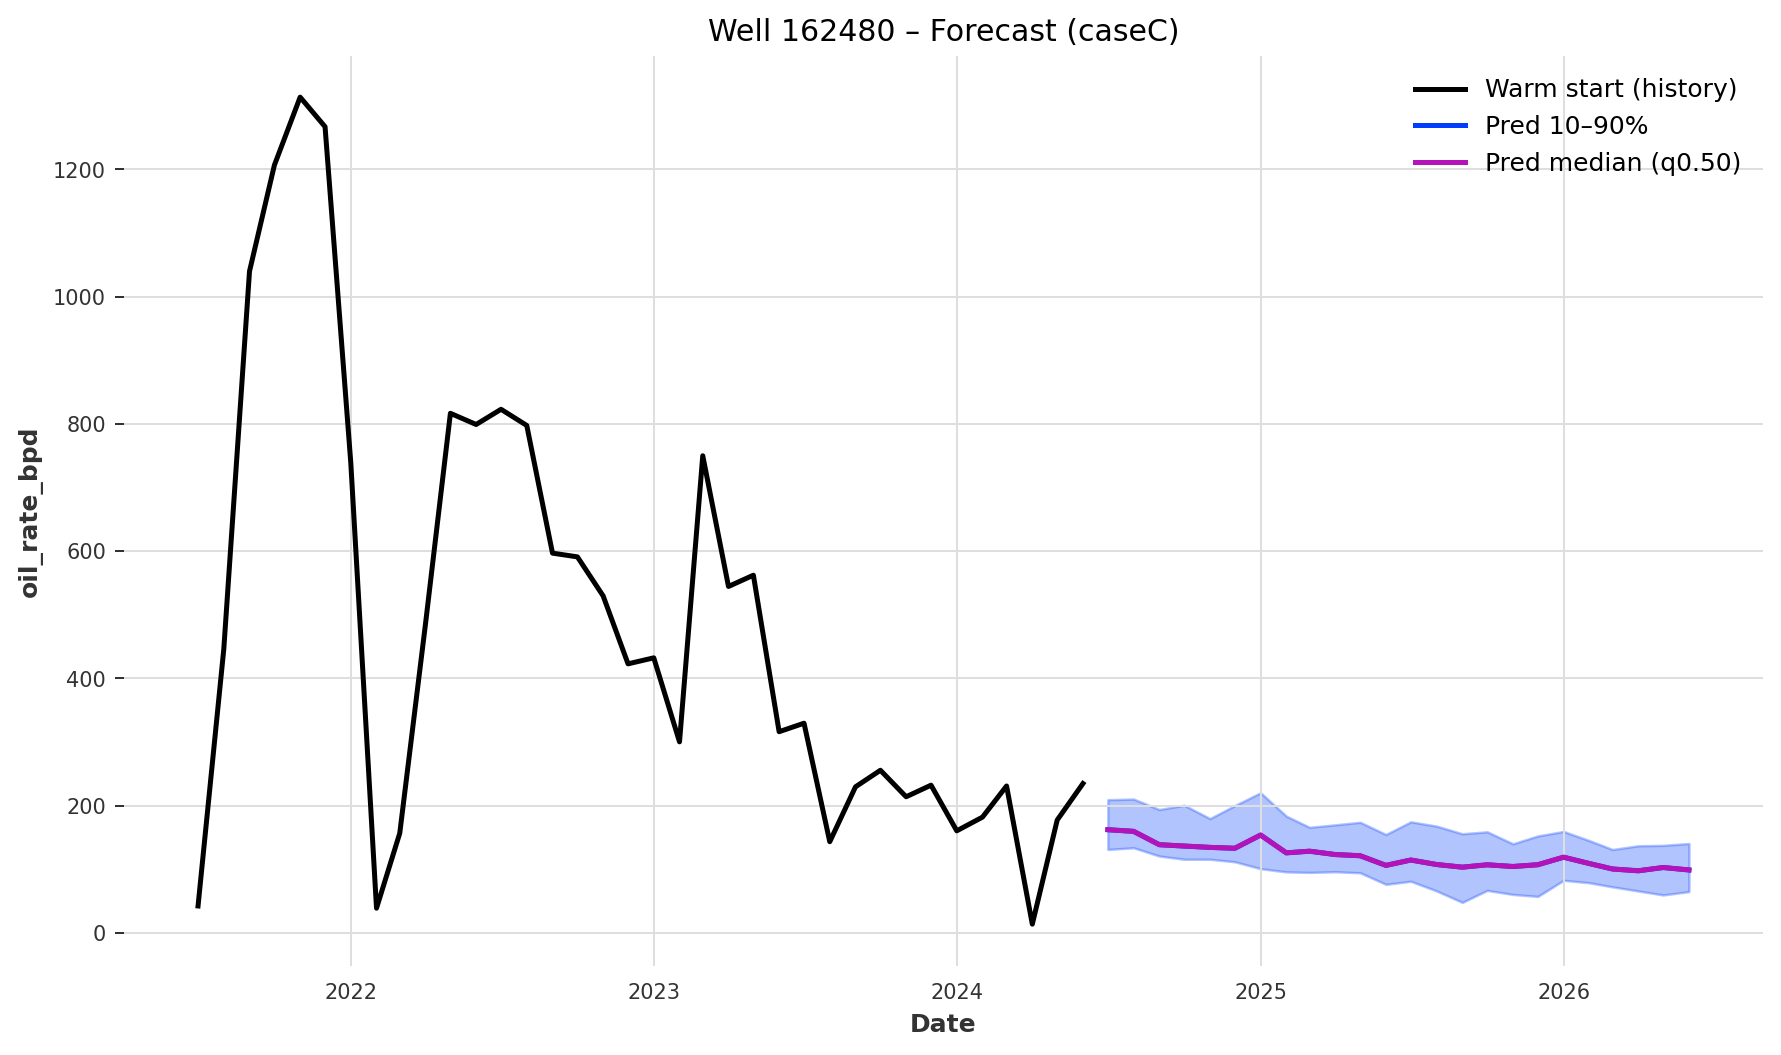 Well 162480 – Forecast (caseC)
Warm start (history)
Pred 10–90%
Pred median (q0.50)
oil_rate_bpd
1200
1000
800
600
400
200
0
2022
2023
2024
2025
2026
Date